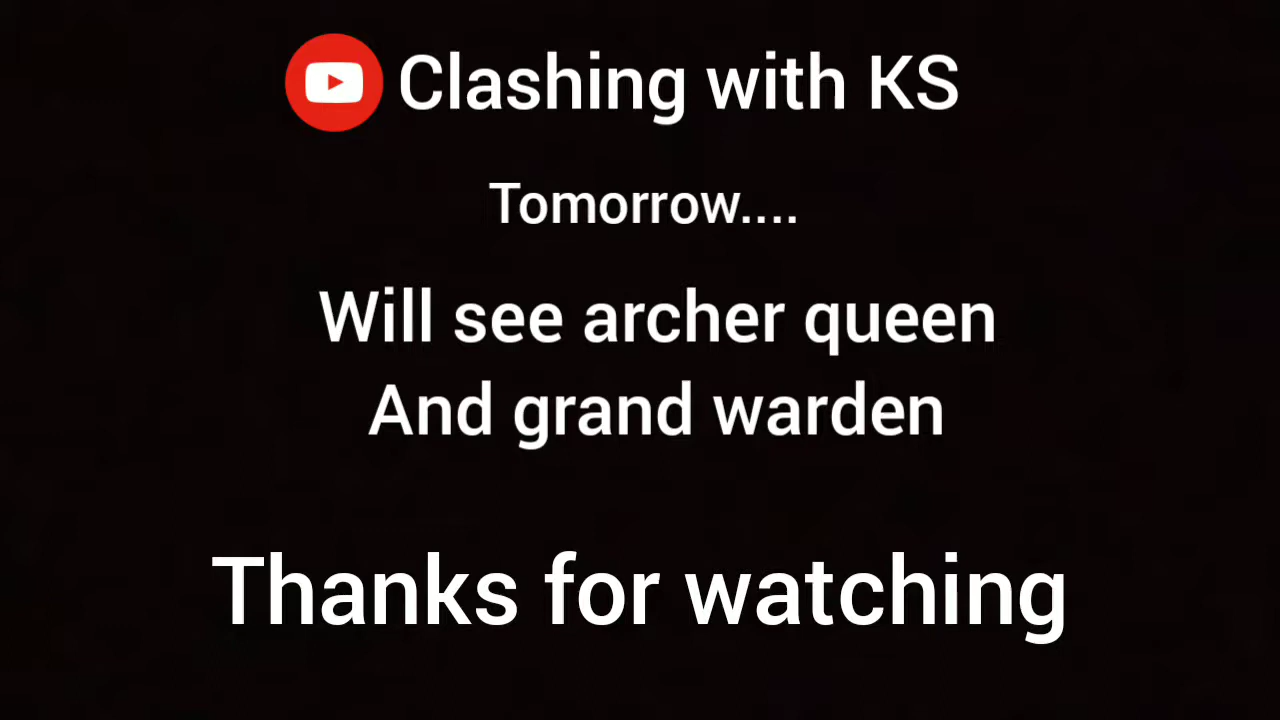 Clashing with KS
Tomorrow....
Will see archer queen
And grand warden
Thanks for watching